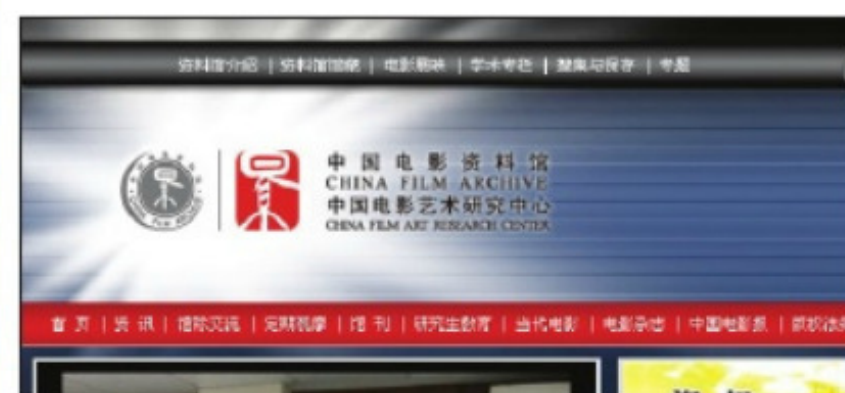 资料馆介绍 | 资料馆馆藏 | 电影展映 | 学术专栏 | 搜集与保存 | 专题
中国电影资料馆
CHINA FILM ARCHIVE
中国电影艺术研究中心
CHINA FILM ART RESEARCH CENTER
首 页 | 资 讯 | 馆际交流 | 定期观摩 | 馆 刊 | 研究生教育 | 当代电影 | 电影杂志 | 中国电影报 |